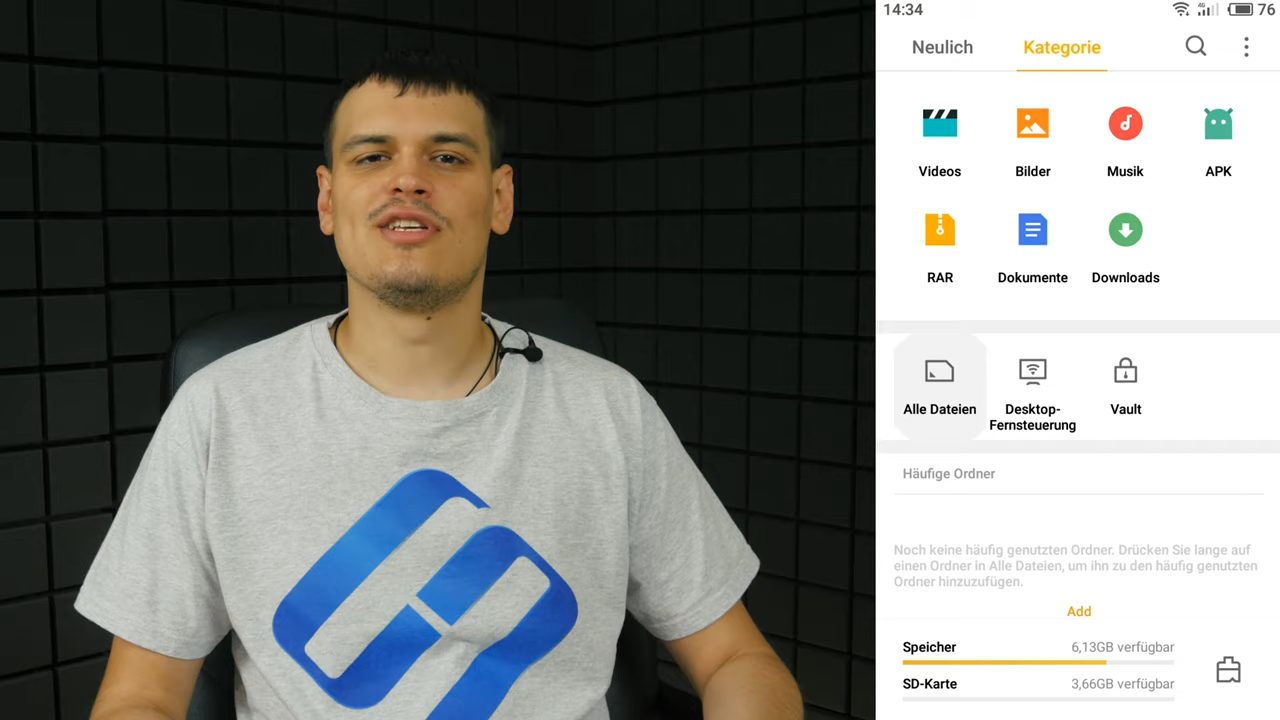 14:34
4G
76
Neulich
Kategorie
Videos
Bilder
Musik
APK
RAR
Dokumente
Downloads
Alle Dateien
Desktop-
Fernsteuerung
Vault
Häufige Ordner
Noch keine häufig genutzten Ordner. Drücken Sie lange auf
einen Ordner in Alle Dateien, um ihn zu den häufig genutzten
Ordner hinzuzufügen.
Add
Speicher
6,13GB verfügbar
SD-Karte
3,66GB verfügbar